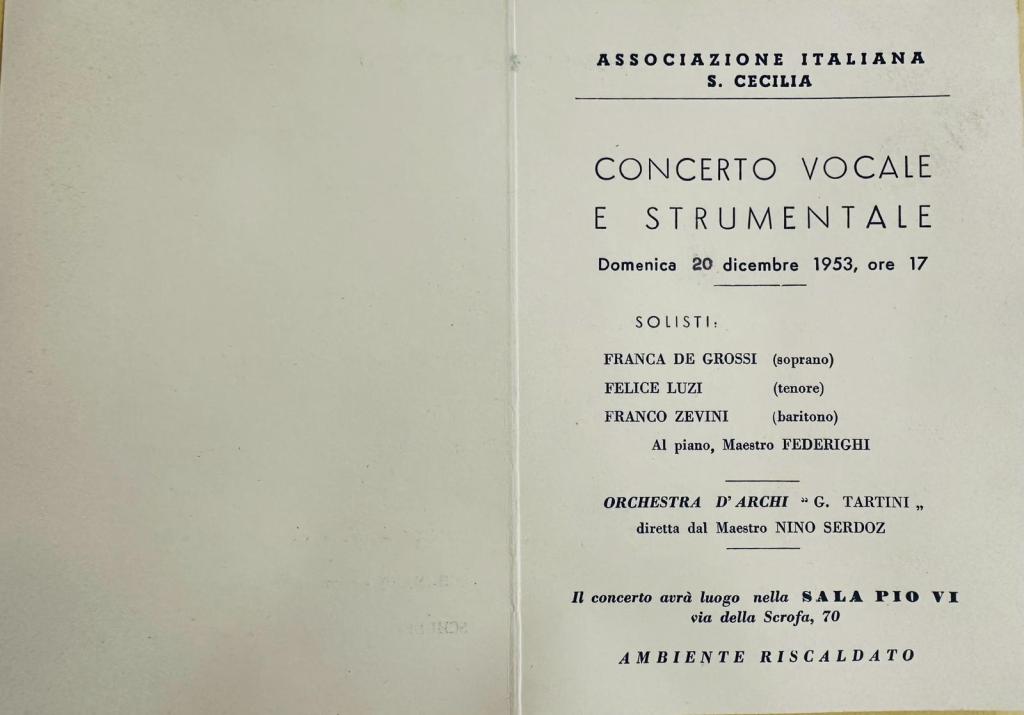 ASSOCIAZIONE ITALIANA
S. CECILIA
CONCERTO VOCALE
E STRUMENTALE
Domenica 20 dicembre 1953, ore 17
SOLISTI:
FRANCA DE GROSSI (soprano)
FELICE LUZI (tenore)
FRANCO ZEVINI (baritono)
Al piano, Maestro FEDERIGHI
ORCHESTRA D'ARCHI “ G. TARTINI „
diretta dal Maestro NINO SERDOZ
Il concerto avrà luogo nella SALA PIO VI
via della Scrofa, 70
AMBIENTE RISCALDATO